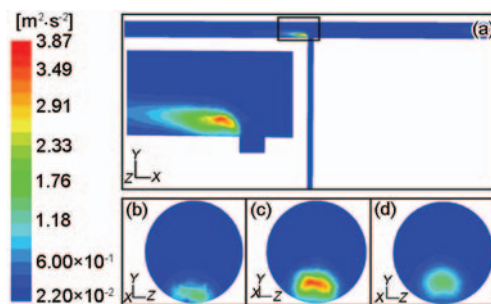 [m²·s⁻²]
3.87
3.49
2.91
2.33
1.76
1.18
6.00×10⁻¹
2.20×10⁻²
(a)
Y
Z X
(b)
Y
X Z
(c)
Y
X Z
(d)
Y
X Z